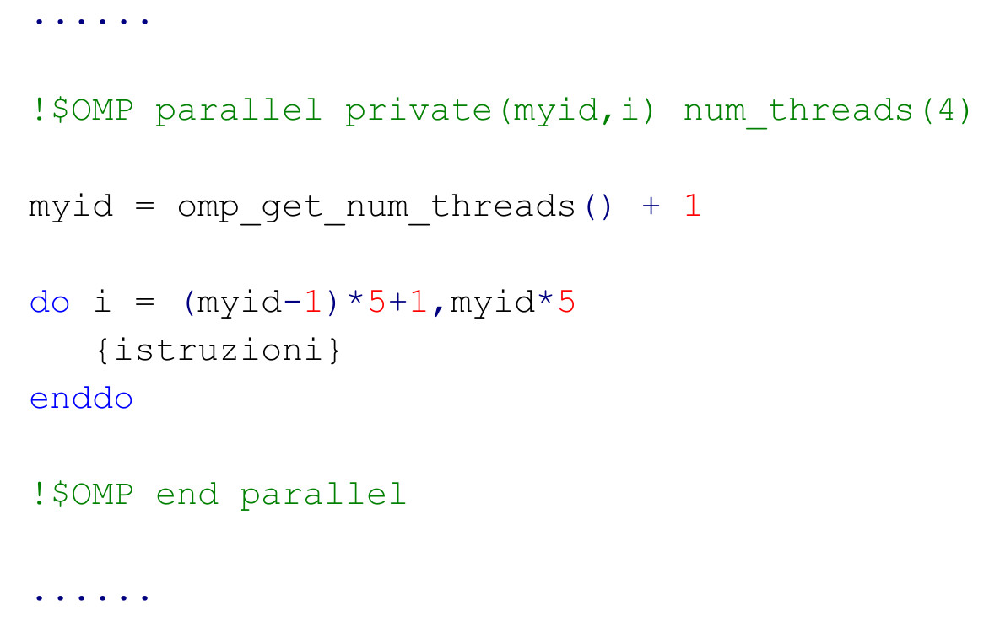 ......
!$OMP parallel private(myid,i) num_threads(4)
myid = omp_get_num_threads() + 1
do i = (myid-1)*5+1,myid*5
{istruzioni}
enddo
!$OMP end parallel
......